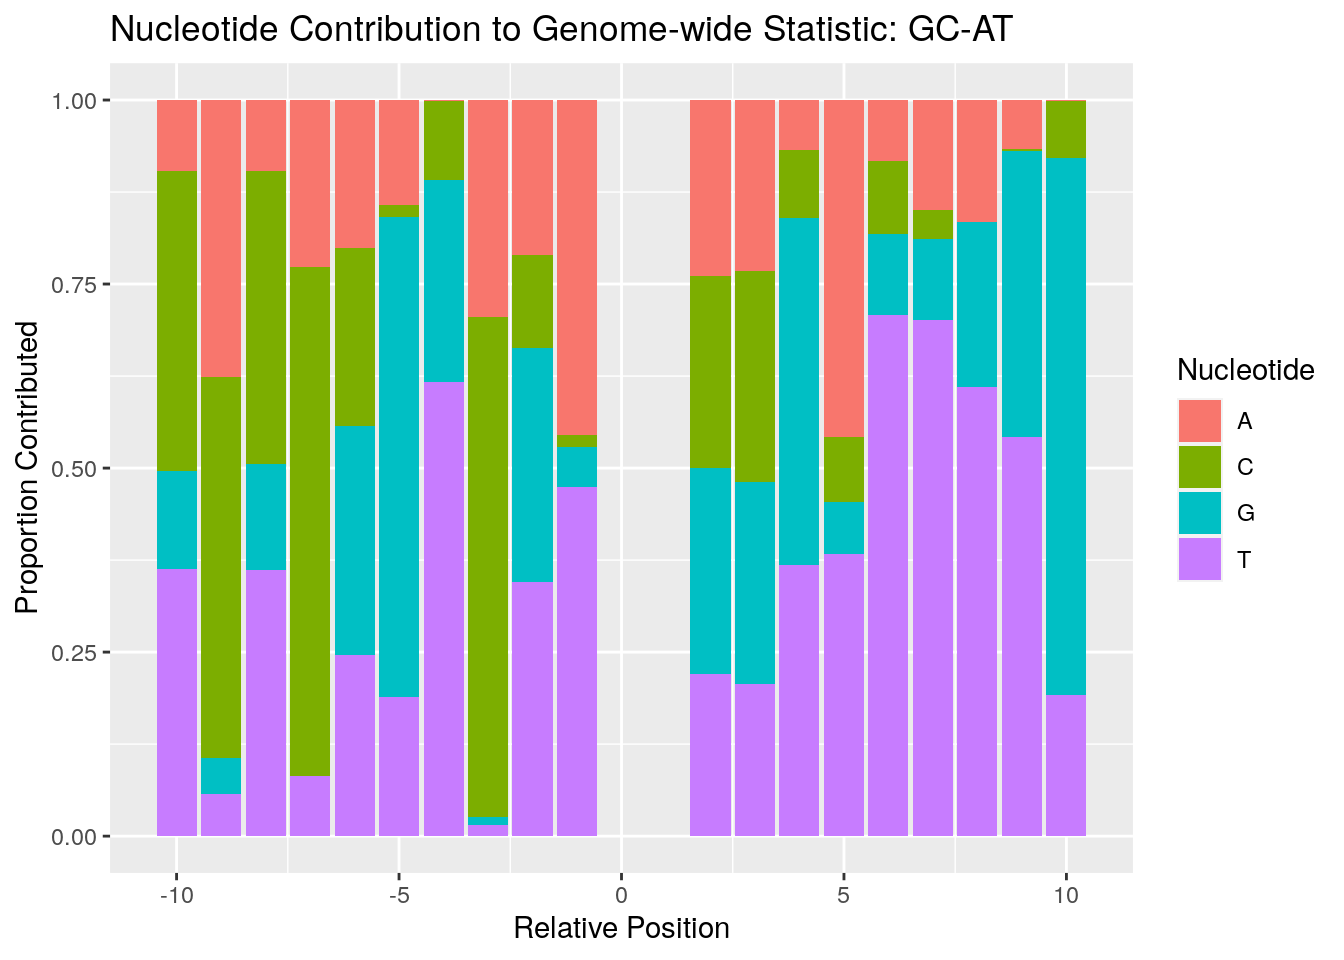 Nucleotide Contribution to Genome-wide Statistic: GC-AT
Proportion Contributed
1.00
0.75
0.50
0.25
0.00
-10
-5
0
5
10
Relative Position
Nucleotide
A
C
G
T